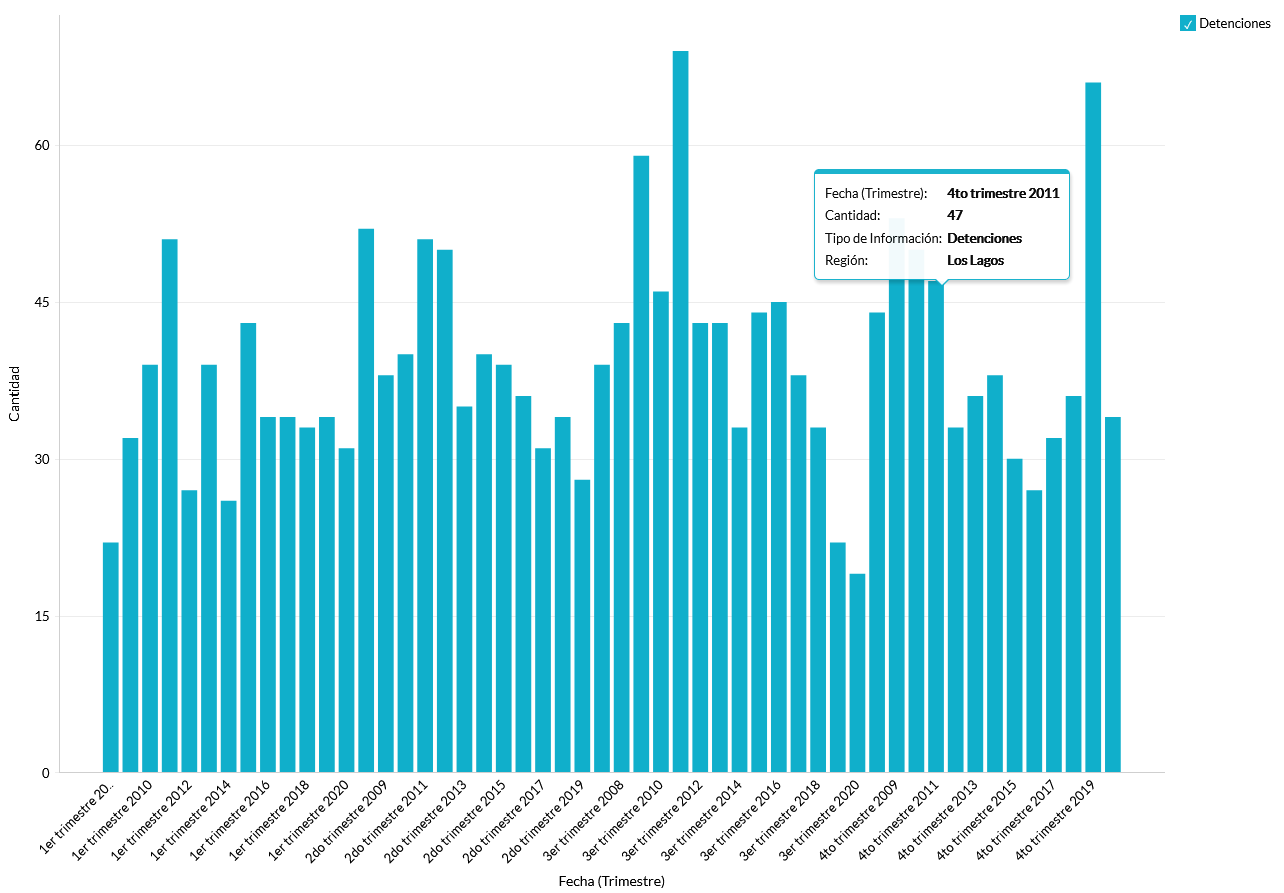 Detenciones
60
45
30
15
0
Cantidad
Fecha (Trimestre): 4to trimestre 2011
Cantidad: 47
Tipo de Información: Detenciones
Región: Los Lagos
1er trimestre 20..
1er trimestre 2010
1er trimestre 2012
1er trimestre 2014
1er trimestre 2016
1er trimestre 2018
1er trimestre 2020
2do trimestre 2009
2do trimestre 2011
2do trimestre 2013
2do trimestre 2015
2do trimestre 2017
2do trimestre 2019
3er trimestre 2008
3er trimestre 2010
3er trimestre 2012
3er trimestre 2014
3er trimestre 2016
3er trimestre 2018
3er trimestre 2020
4to trimestre 2009
4to trimestre 2011
4to trimestre 2013
4to trimestre 2015
4to trimestre 2017
4to trimestre 2019
Fecha (Trimestre)